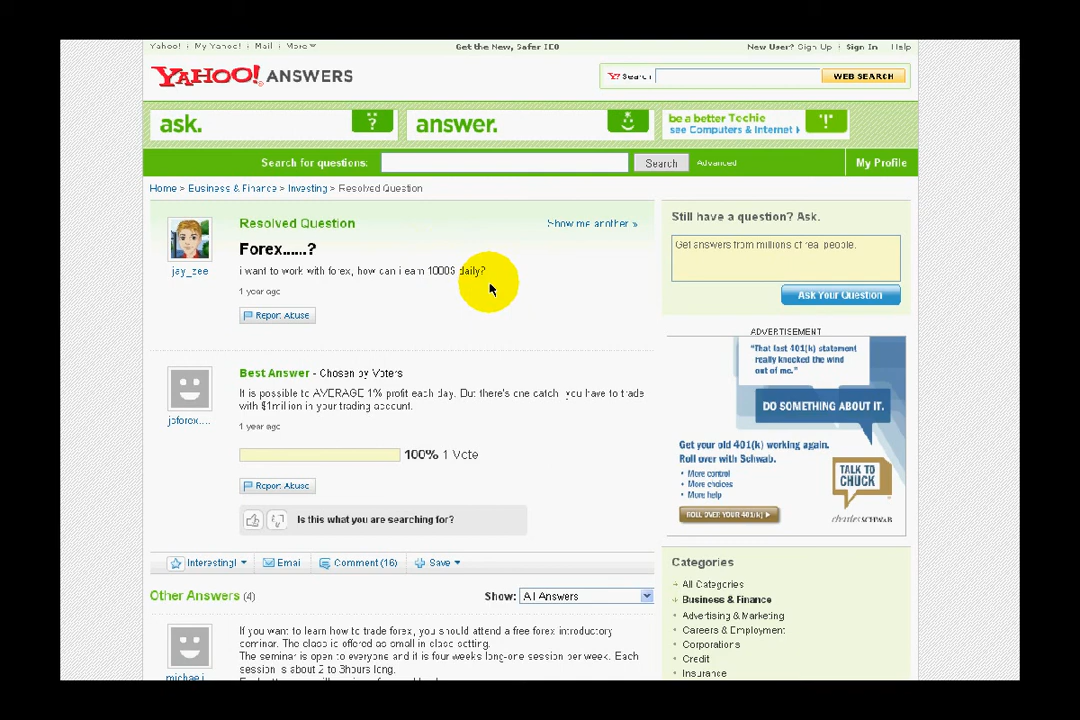 Yahoo! My Yahoo! Mail More
Get the New, Safer IE8
New User? Sign Up Sign In Help
YAHOO! ANSWERS
Y! Search WEB SEARCH
ask. ?
answer.
be a better Techie
see Computers & Internet
Search for questions: Search Advanced My Profile
Home > Business & Finance > Investing > Resolved Question
Resolved Question
Show me another »
Forex......?
jay_zee
i want to work with forex, how can i earn 1000$ daily?
1 year ago
Report Abuse
Best Answer - Chosen by Voters
It is possible to AVERAGE 1% profit each day. But there's one catch you have to trade
with $1million in your trading account.
jpforex....
1 year ago
100% 1 Vote
Report Abuse
Is this what you are searching for?
Interesting! Email Comment (16) Save
Other Answers (4)
Show: All Answers
If you want to learn how to trade forex, you should attend a free forex introductory
seminar. The class is offered as small in-class-setting.
The seminar is open to everyone and it is four weeks long-one session per week. Each
session is about 2 to 3hours long.
Still have a question? Ask.
Get answers from millions of real people.
Ask Your Question
ADVERTISEMENT
"That last 401(k) statement
really knocked the wind
out of me."
DO SOMETHING ABOUT IT.
Get your old 401(k) working again.
Roll over with Schwab.
• More control
• More choices
• More help
TALK TO
CHUCK
ROLL OVER YOUR 401(k)
charles SCHWAB
Categories
All Categories
Business & Finance
Advertising & Marketing
Careers & Employment
Corporations
Credit
Insurance